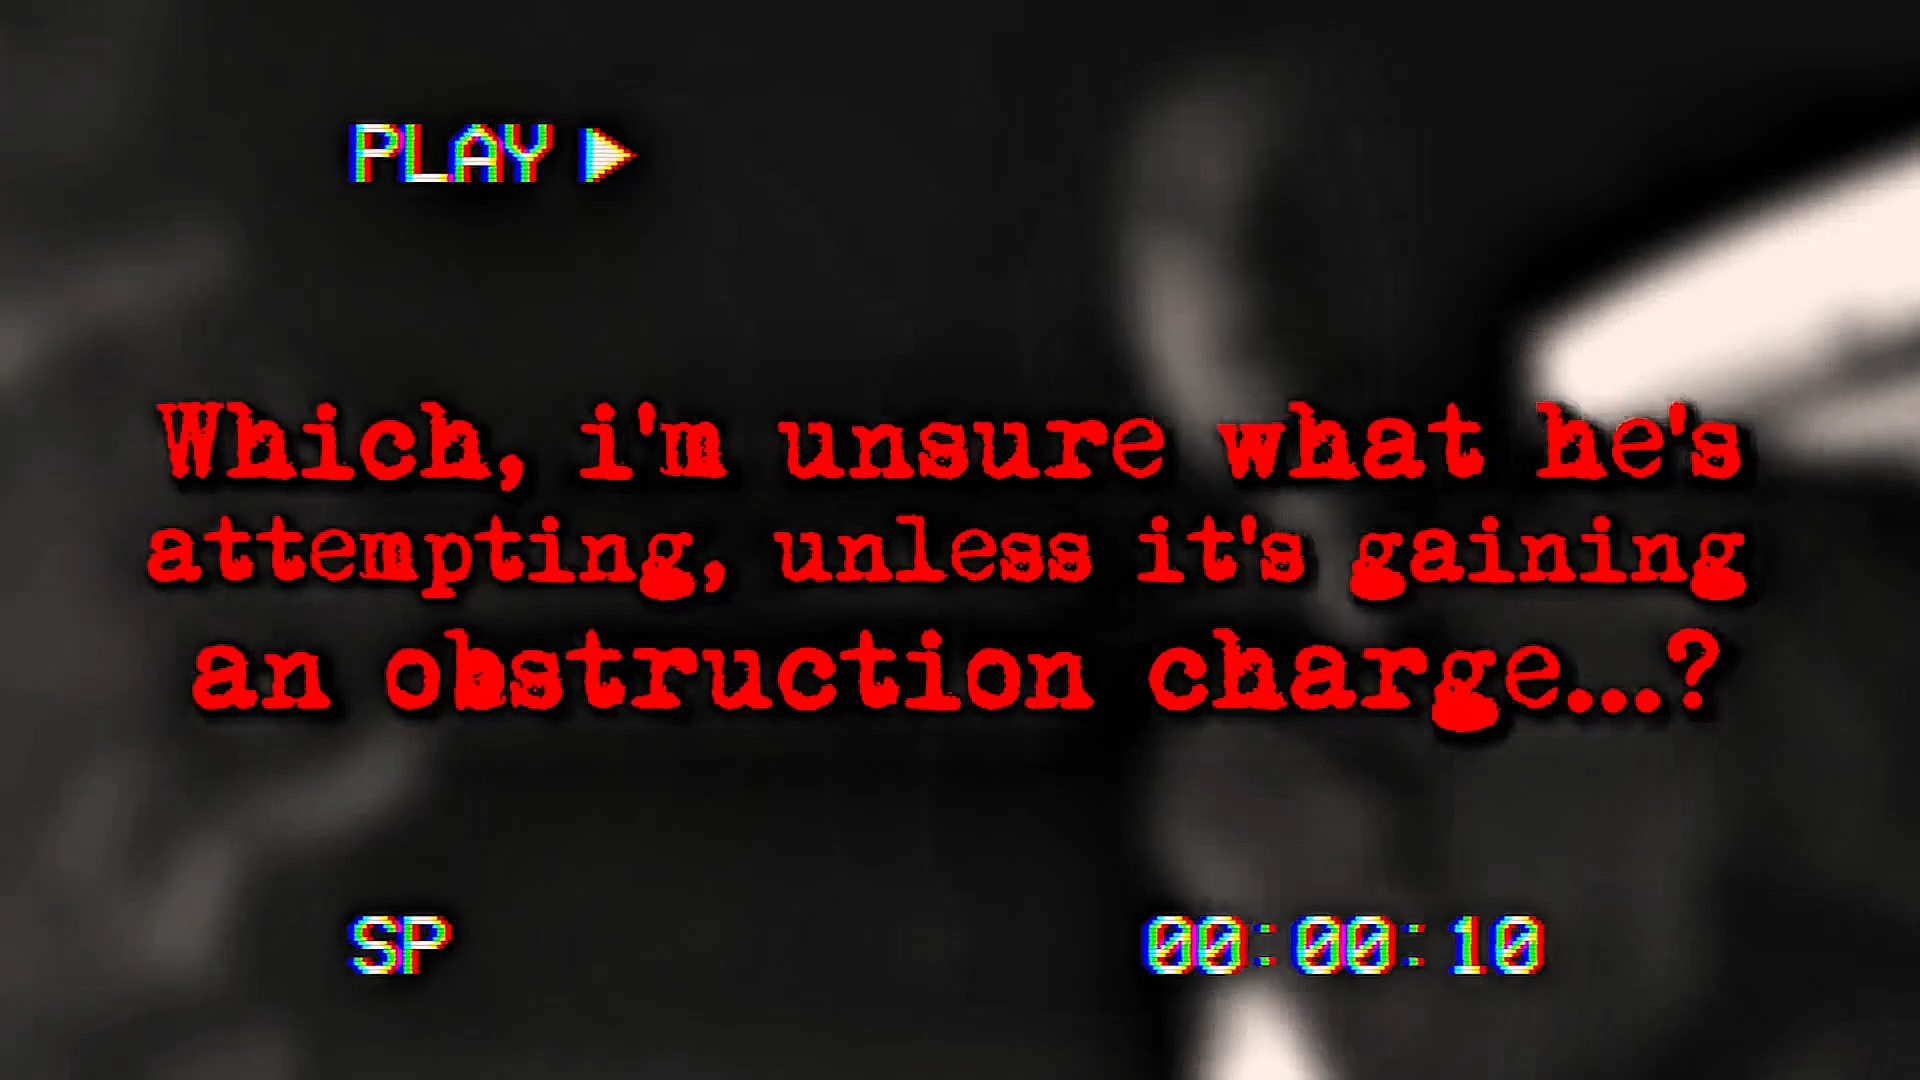 PLAY
Which, i'm unsure what he's
attempting, unless it's gaining
an obstruction charge...?
SP
00:00:10